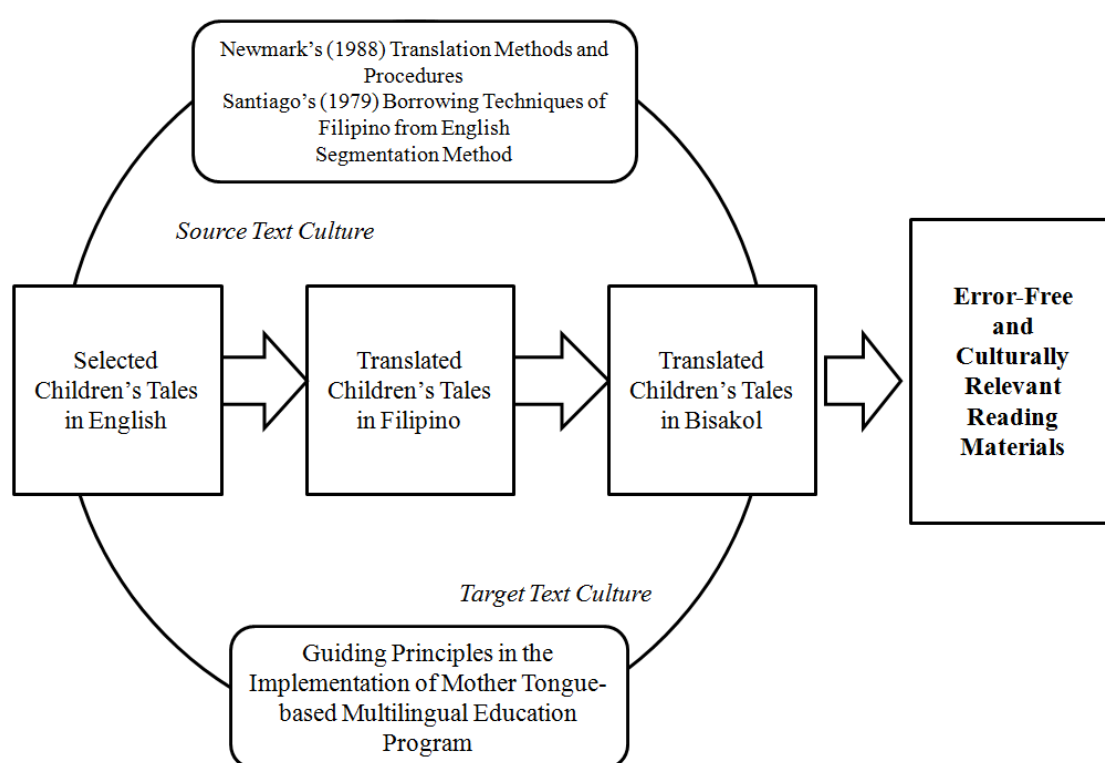 Newmark’s (1988) Translation Methods and
Procedures
Santiago’s (1979) Borrowing Techniques of
Filipino from English
Segmentation Method
Source Text Culture
Selected
Children’s Tales
in English
Translated
Children’s Tales
in Filipino
Translated
Children’s Tales
in Bisakol
Error-Free
and
Culturally
Relevant
Reading
Materials
Target Text Culture
Guiding Principles in the
Implementation of Mother Tongue-
based Multilingual Education
Program